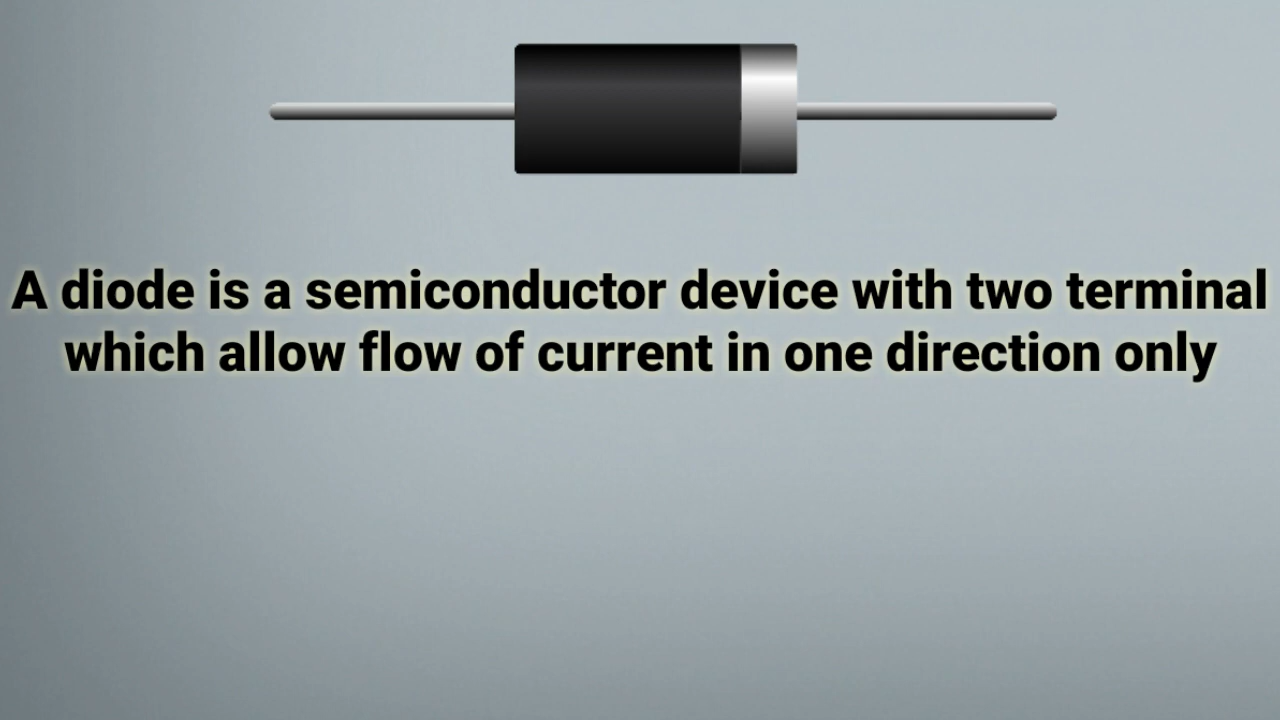 A diode is a semiconductor device with two terminal
which allow flow of current in one direction only